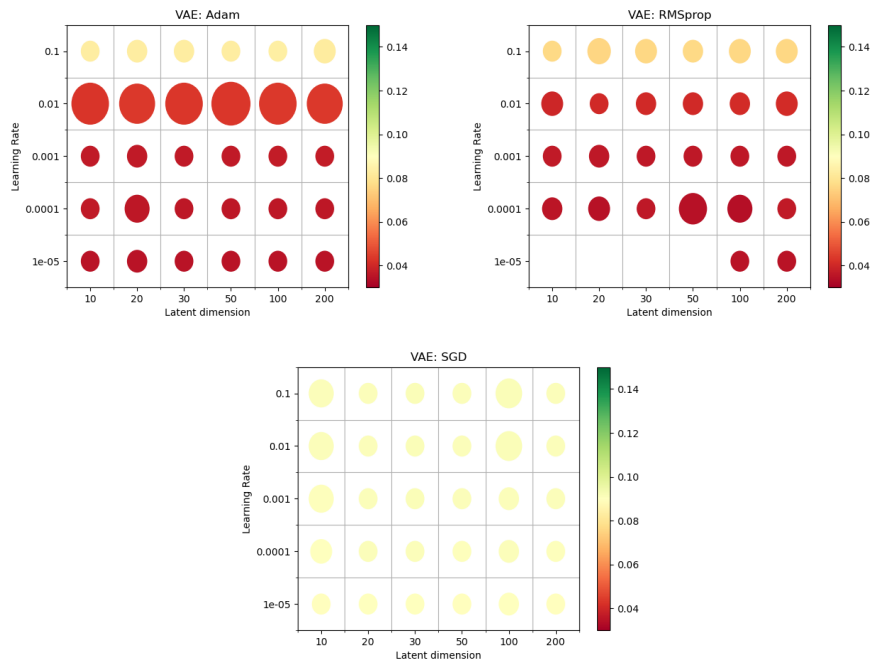 VAE: Adam
Learning Rate
0.1
0.01
0.001
0.0001
1e-05
10 20 30 50 100 200
Latent dimension
0.14
0.12
0.10
0.08
0.06
0.04
VAE: RMSprop
Learning Rate
0.1
0.01
0.001
0.0001
1e-05
10 20 30 50 100 200
Latent dimension
0.14
0.12
0.10
0.08
0.06
0.04
VAE: SGD
Learning Rate
0.1
0.01
0.001
0.0001
1e-05
10 20 30 50 100 200
Latent dimension
0.14
0.12
0.10
0.08
0.06
0.04